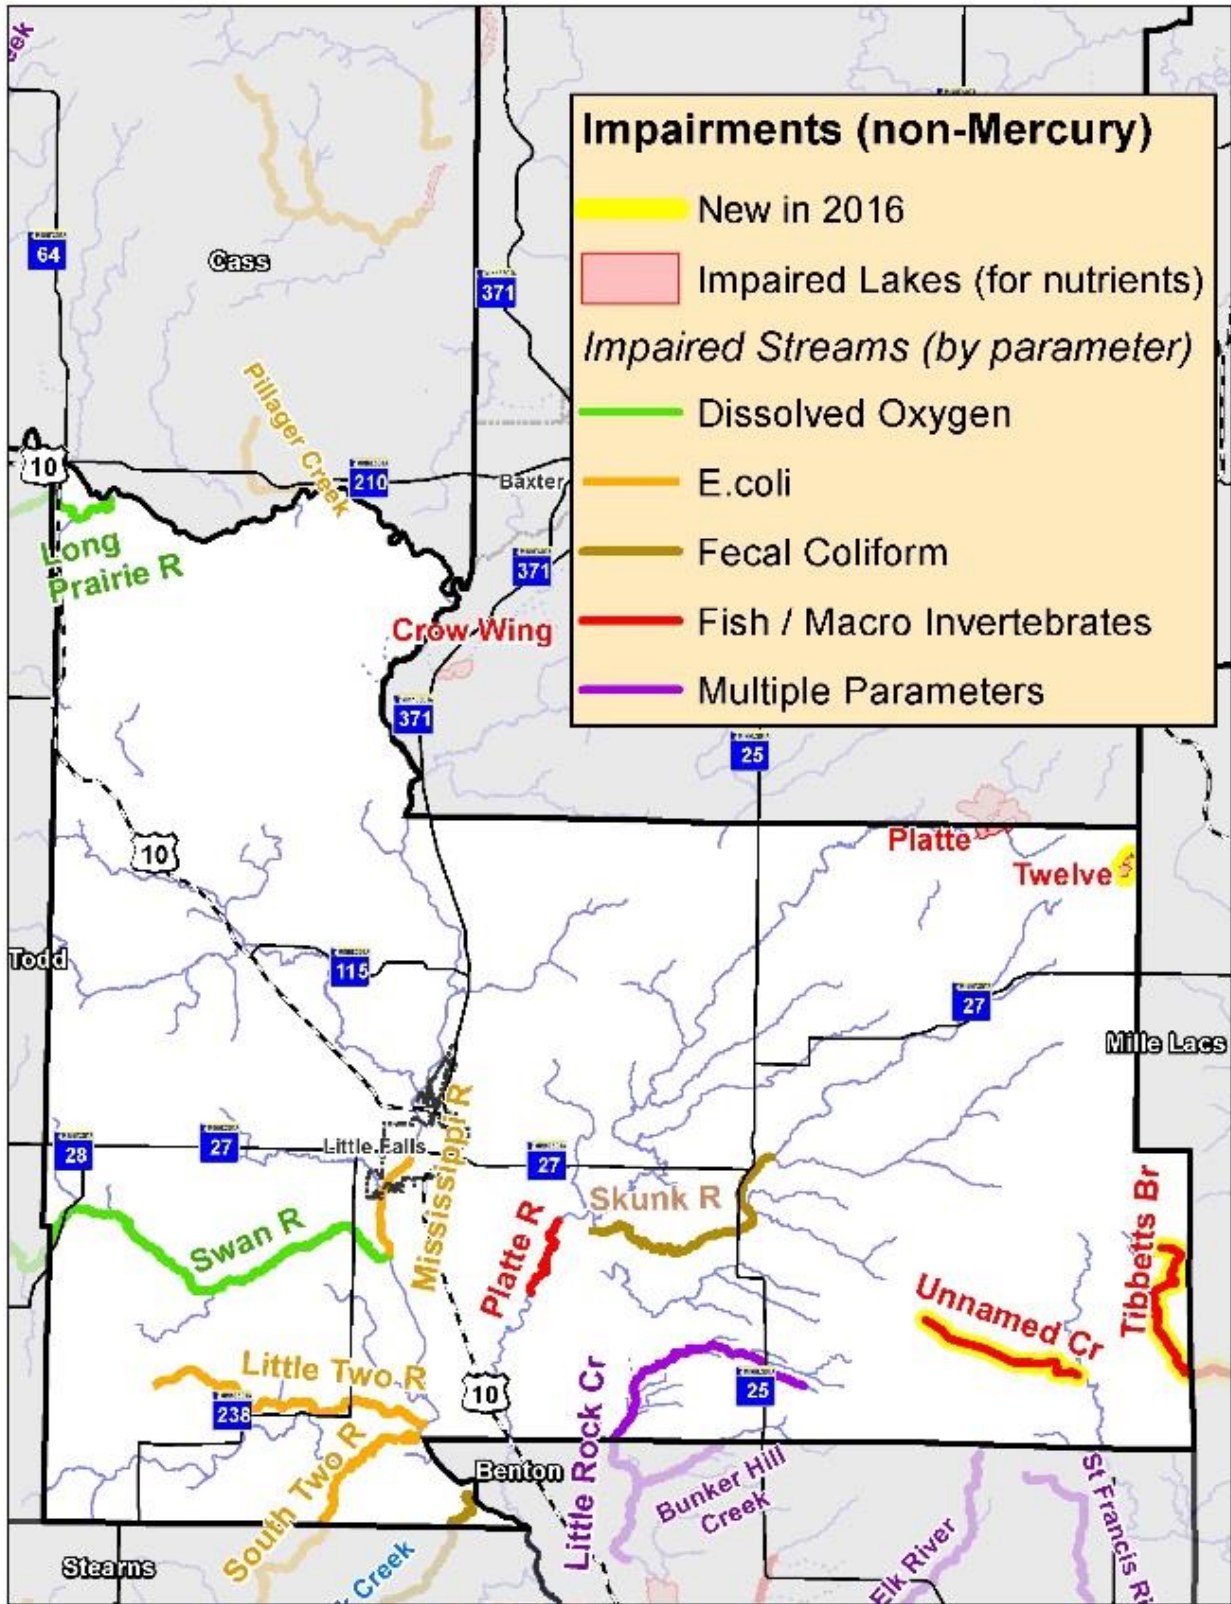 eek
Impairments (non-Mercury)
New in 2016
Impaired Lakes (for nutrients)
Impaired Streams (by parameter)
Dissolved Oxygen
E.coli
Fecal Coliform
Fish / Macro Invertebrates
Multiple Parameters
64
Cass
371
Pillager Creek
10
210
Baxter
Long
Prairie R
371
Crow Wing
371
25
10
Platte
Twelve
Todd
115
27
Mille Lacs
28
27
Little Falls
Mississippi R
27
Skunk R
Swan R
Platte R
Tibbetts Br
Unnamed Cr
Little Two R
10
25
238
South Two R
Little Rock Cr
Benton
Bunker Hill
Creek
St Francis Ri
Elk River
Stearns
k Creek